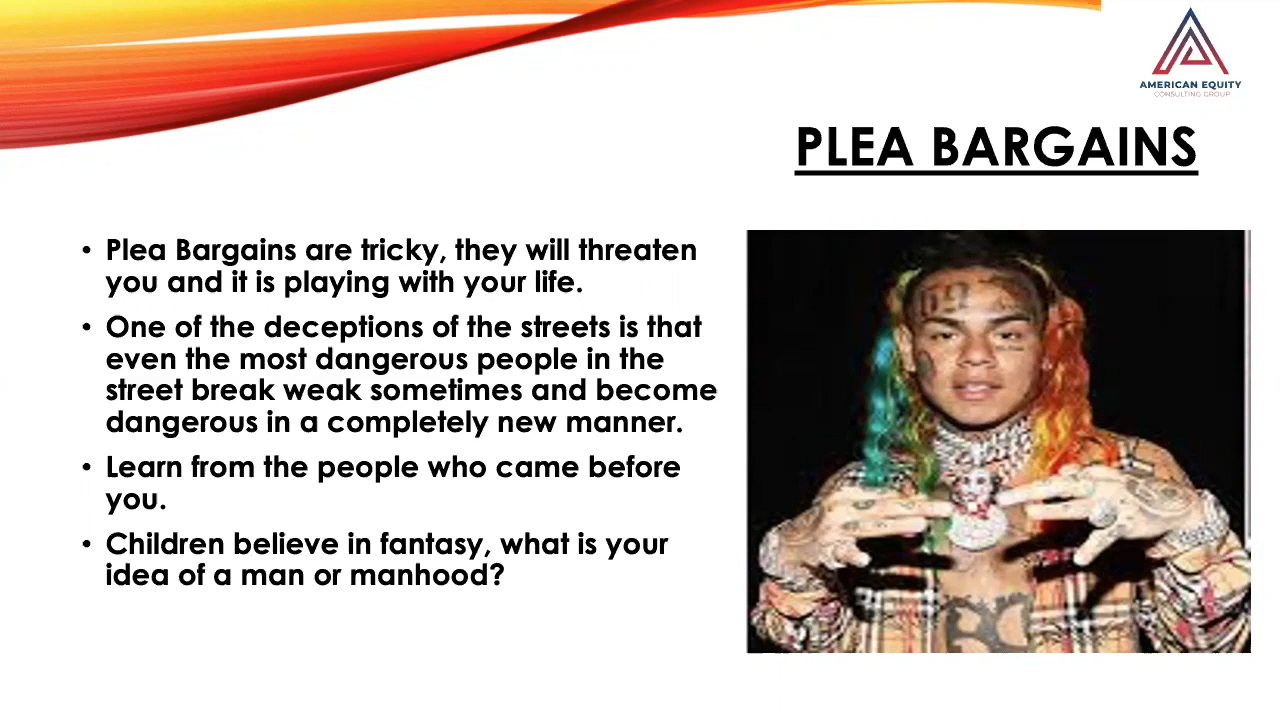 AMERICAN EQUITY
CONSULTING GROUP
PLEA BARGAINS
• Plea Bargains are tricky, they will threaten
you and it is playing with your life.
• One of the deceptions of the streets is that
even the most dangerous people in the
street break weak sometimes and become
dangerous in a completely new manner.
• Learn from the people who came before
you.
• Children believe in fantasy, what is your
idea of a man or manhood?